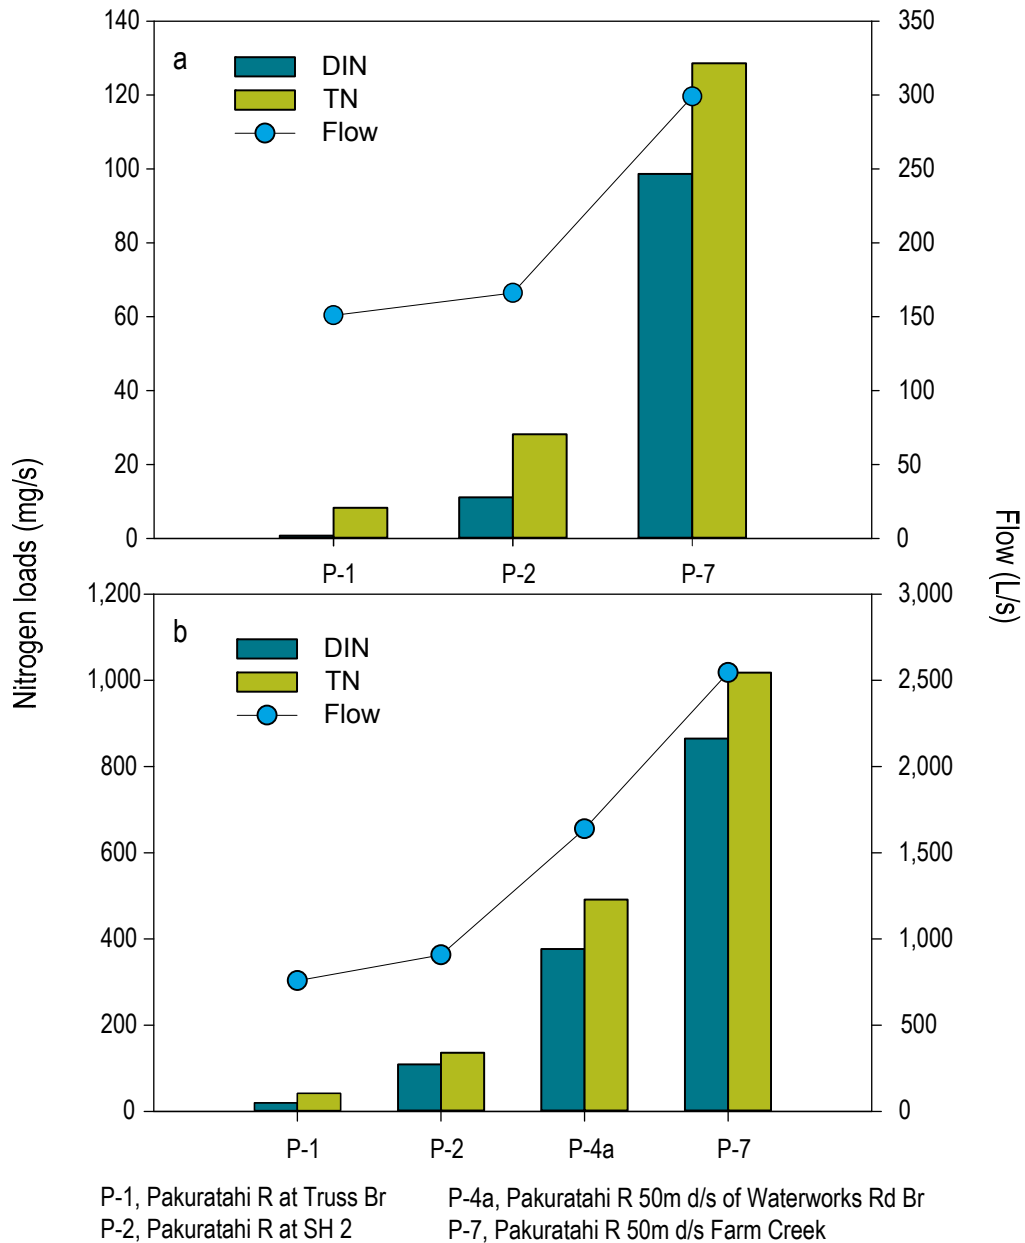 140
120
100
80
60
40
20
0
350
300
250
200
150
100
50
0
a
DIN
TN
Flow
P-1
P-2
P-7
Nitrogen loads (mg/s)
Flow (L/s)
1,200
1,000
800
600
400
200
0
3,000
2,500
2,000
1,500
1,000
500
0
b
DIN
TN
Flow
P-1
P-2
P-4a
P-7
P-1, Pakuratahi R at Truss Br
P-2, Pakuratahi R at SH 2
P-4a, Pakuratahi R 50m d/s of Waterworks Rd Br
P-7, Pakuratahi R 50m d/s Farm Creek